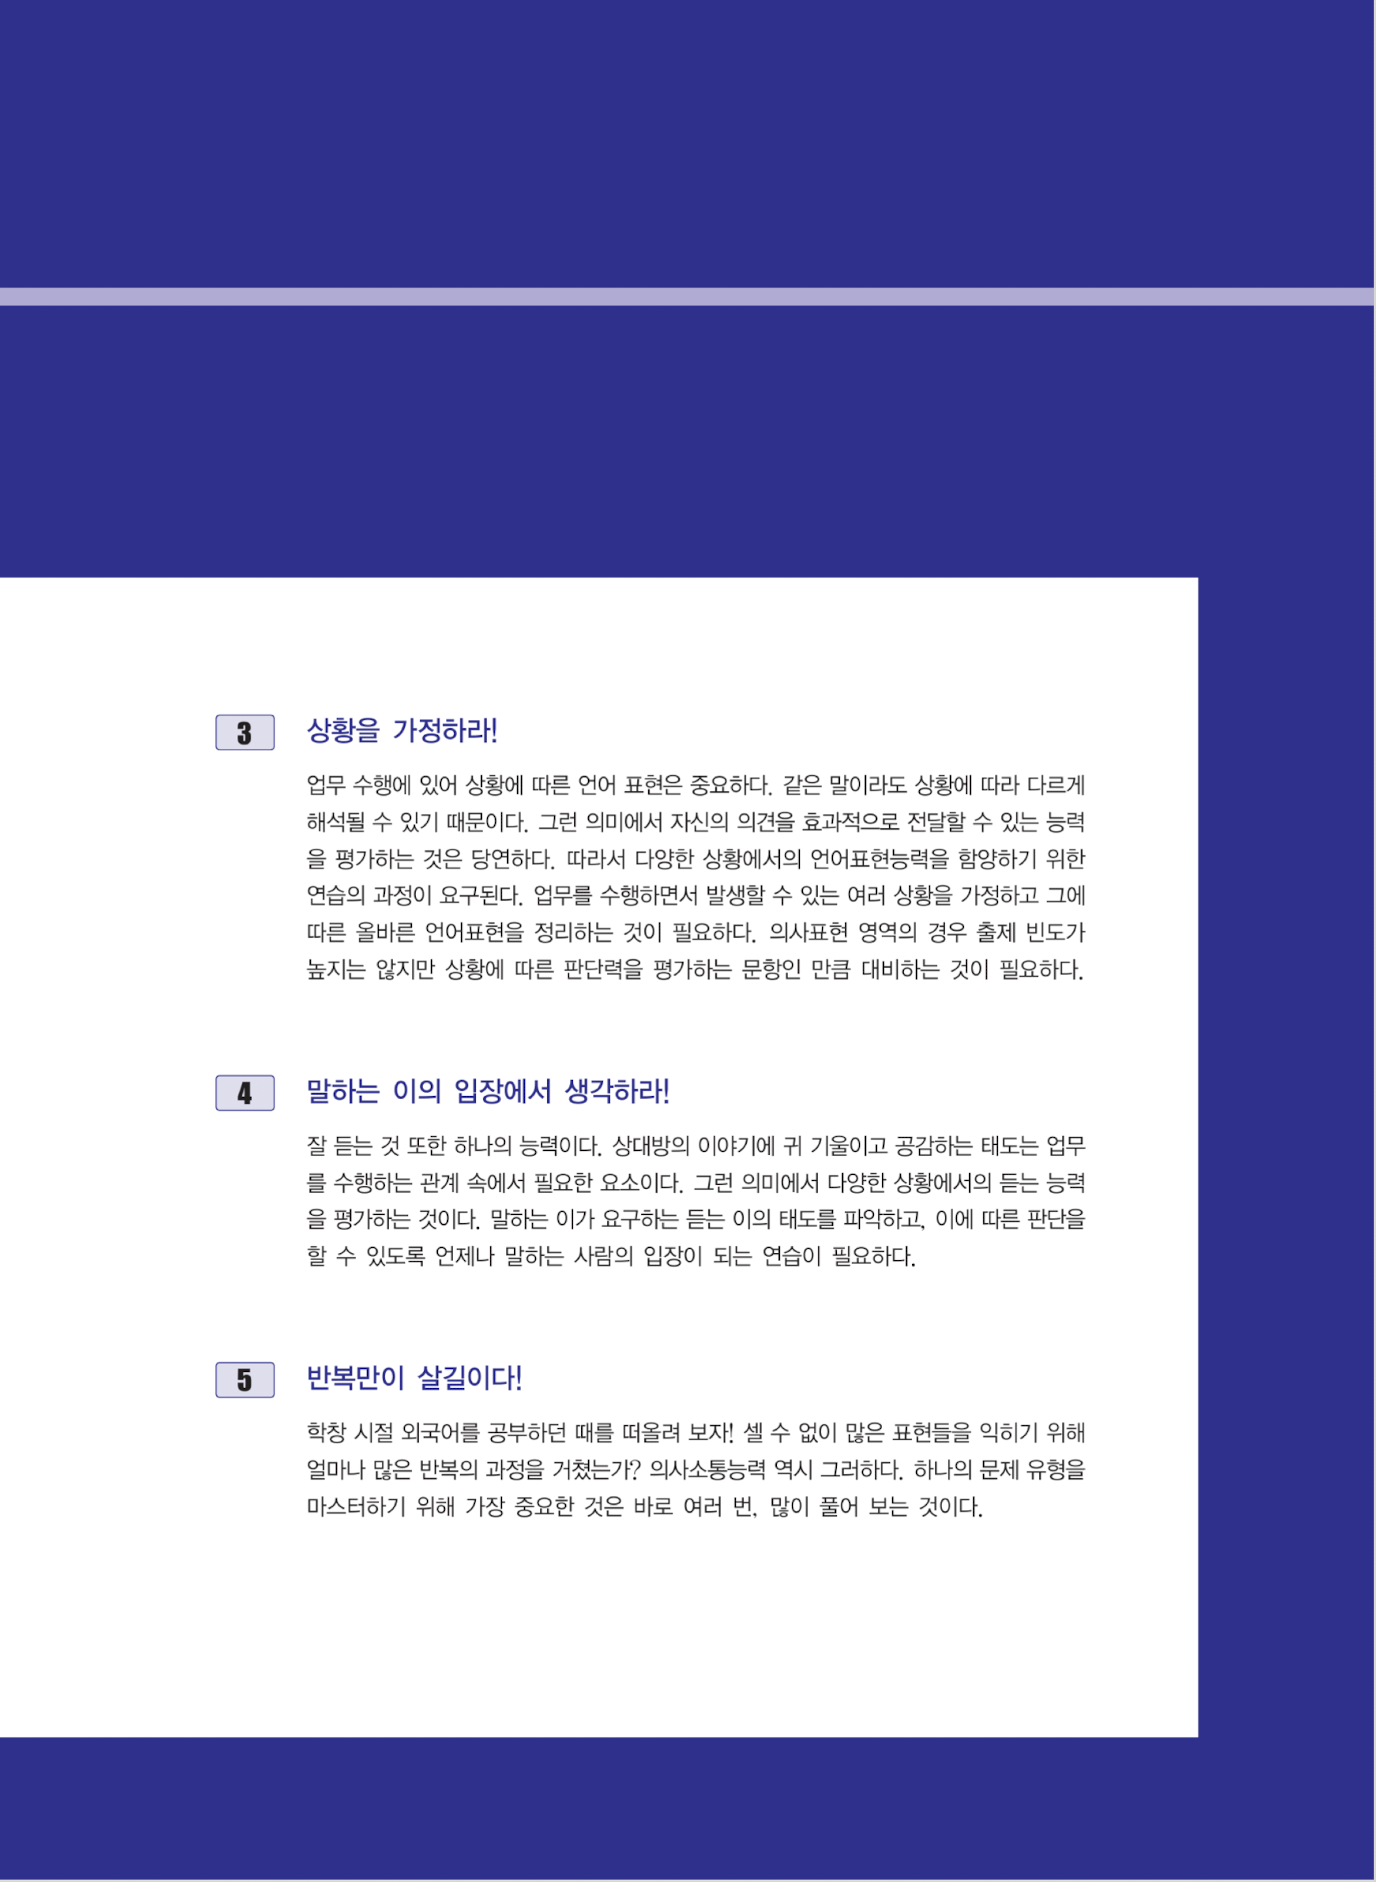 3 상황을 가정하라!
업무 수행에 있어 상황에 따른 언어 표현은 중요하다. 같은 말이라도 상황에 따라 다르게
해석될 수 있기 때문이다. 그런 의미에서 자신의 의견을 효과적으로 전달할 수 있는 능력
을 평가하는 것은 당연하다. 따라서 다양한 상황에서의 언어표현능력을 함양하기 위한
연습의 과정이 요구된다. 업무를 수행하면서 발생할 수 있는 여러 상황을 가정하고 그에
따른 올바른 언어표현을 정리하는 것이 필요하다. 의사표현 영역의 경우 출제 빈도가
높지는 않지만 상황에 따른 판단력을 평가하는 문항인 만큼 대비하는 것이 필요하다.
4 말하는 이의 입장에서 생각하라!
잘 듣는 것 또한 하나의 능력이다. 상대방의 이야기에 귀 기울이고 공감하는 태도는 업무
를 수행하는 관계 속에서 필요한 요소이다. 그런 의미에서 다양한 상황에서의 듣는 능력
을 평가하는 것이다. 말하는 이가 요구하는 듣는 이의 태도를 파악하고, 이에 따른 판단을
할 수 있도록 언제나 말하는 사람의 입장이 되는 연습이 필요하다.
5 반복만이 살길이다!
학창 시절 외국어를 공부하던 때를 떠올려 보자! 셀 수 없이 많은 표현들을 익히기 위해
얼마나 많은 반복의 과정을 거쳤는가? 의사소통능력 역시 그러하다. 하나의 문제 유형을
마스터하기 위해 가장 중요한 것은 바로 여러 번, 많이 풀어 보는 것이다.